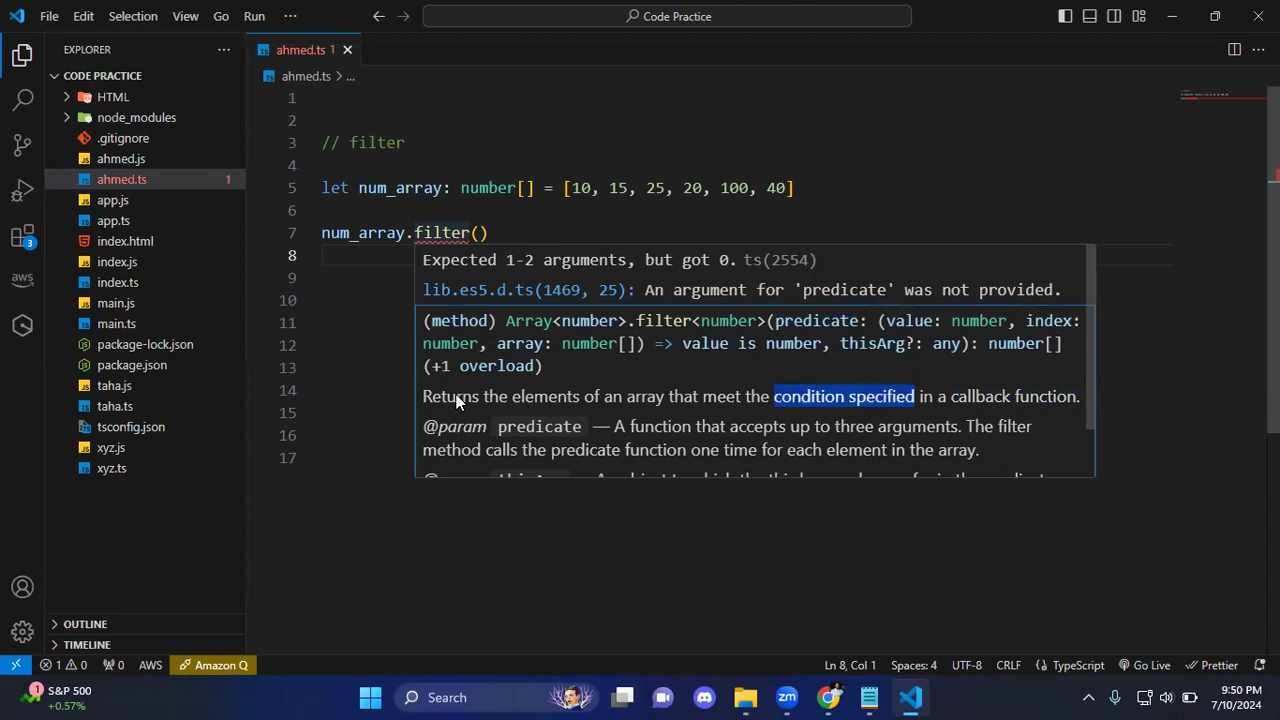 File Edit Selection View Go Run ··· Code Practice
EXPLORER ···
ahmed.ts 1
CODE PRACTICE
ahmed.ts > ...
HTML
node_modules
.gitignore
ahmed.js
ahmed.ts 1
app.js
app.ts
index.html
index.js
index.ts
main.js
main.ts
package-lock.json
package.json
taha.js
taha.ts
tsconfig.json
xyz.js
xyz.ts
OUTLINE
TIMELINE
3
aws
1
2
3 // filter
4
5 let num_array: number[] = [10, 15, 25, 20, 100, 40]
6
7 num_array.filter()
8
9
10
11
12
13
14
15
16
17
Expected 1-2 arguments, but got 0. ts(2554)
lib.es5.d.ts(1469, 25): An argument for 'predicate' was not provided.
(method) Array<number>.filter<number>(predicate: (value: number, index:
number, array: number[]) => value is number, thisArg?: any): number[]
(+1 overload)
Returns the elements of an array that meet the condition specified in a callback function.
@param predicate — A function that accepts up to three arguments. The filter
method calls the predicate function one time for each element in the array.
1 0 0 AWS Amazon Q Ln 8, Col 1 Spaces: 4 UTF-8 CRLF TypeScript Go Live Prettier
1 S&P 500
+0.57%
Search
zm
9:50 PM
7/10/2024